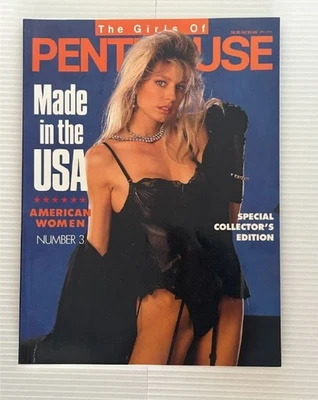 The Girls Of
PENTHOUSE
Made
in the
USA
AMERICAN
WOMEN
NUMBER 3
SPECIAL
COLLECTOR'S
EDITION